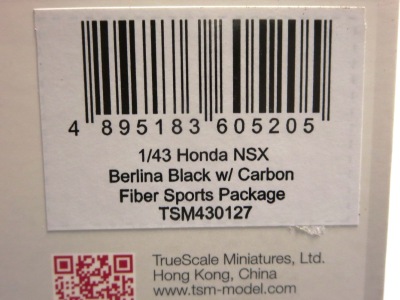 4 895183 605205
1/43 Honda NSX
Berlina Black w/ Carbon
Fiber Sports Package
TSM430127
TrueScale Miniatures, Ltd.
Hong Kong, China
www.tsm-model.com